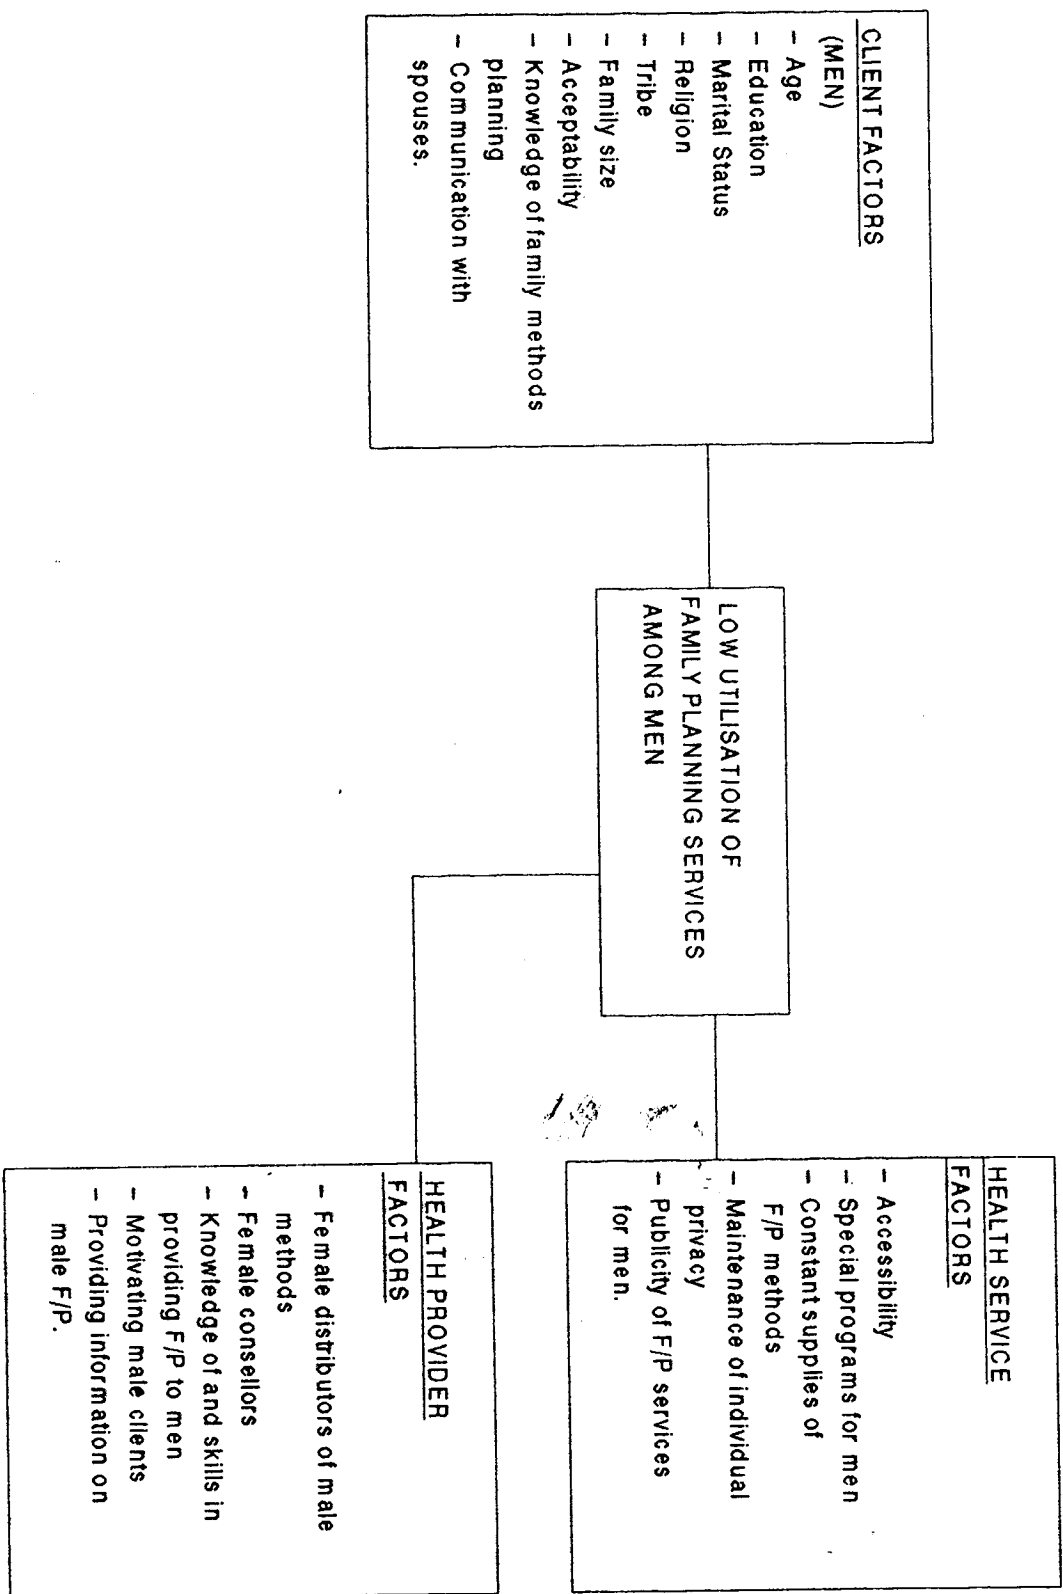 CLIENT FACTORS
(MEN)
- Age
- Education
- Marital Status
- Religion
- Tribe
- Family size
- Acceptability
- Knowledge of family methods
planning
- Communication with
spouses.
LOW UTILISATION OF
FAMILY PLANNING SERVICES
AMONG MEN
HEALTH SERVICE
FACTORS
- Accessibility
- Special programs for men
- Constant supplies of
F/P methods
- Maintenance of individual
privacy
- Publicity of F/P services
for men.
HEALTH PROVIDER
FACTORS
- Female distributors of male
methods
- Female consellors
- Knowledge of and skills in
providing F/P to men
- Motivating male clients
- Providing information on
male F/P.